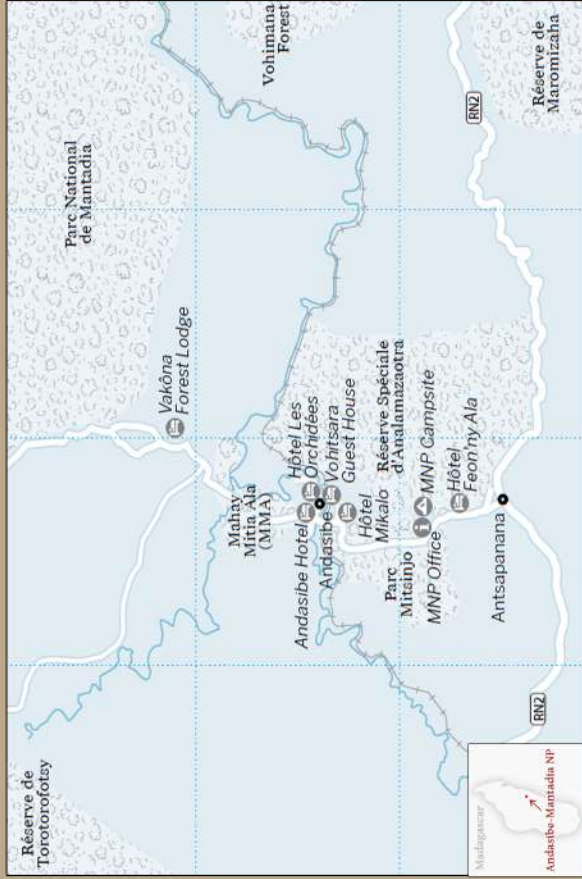 Réserve de
Torotorofotsy
Parc National
de Mantadia
Vohimana
Forest
Réserve de
Maromizaha
Vakôna
Forest Lodge
Mahay
Mitia Ala
(MMA)
Hôtel Les
Orchidées
Andasibe Hotel
Andasibe
Vohitsara
Guest House
Hôtel
Mikalo
Réserve Spéciale
d'Analamazaotra
Parc
Mitsinjo
MNP Office
MNP Campsite
Hôtel
Feon'ny Ala
Antsapanana
RN2
RN2
Madagascar
Andasibe-Mantadia NP